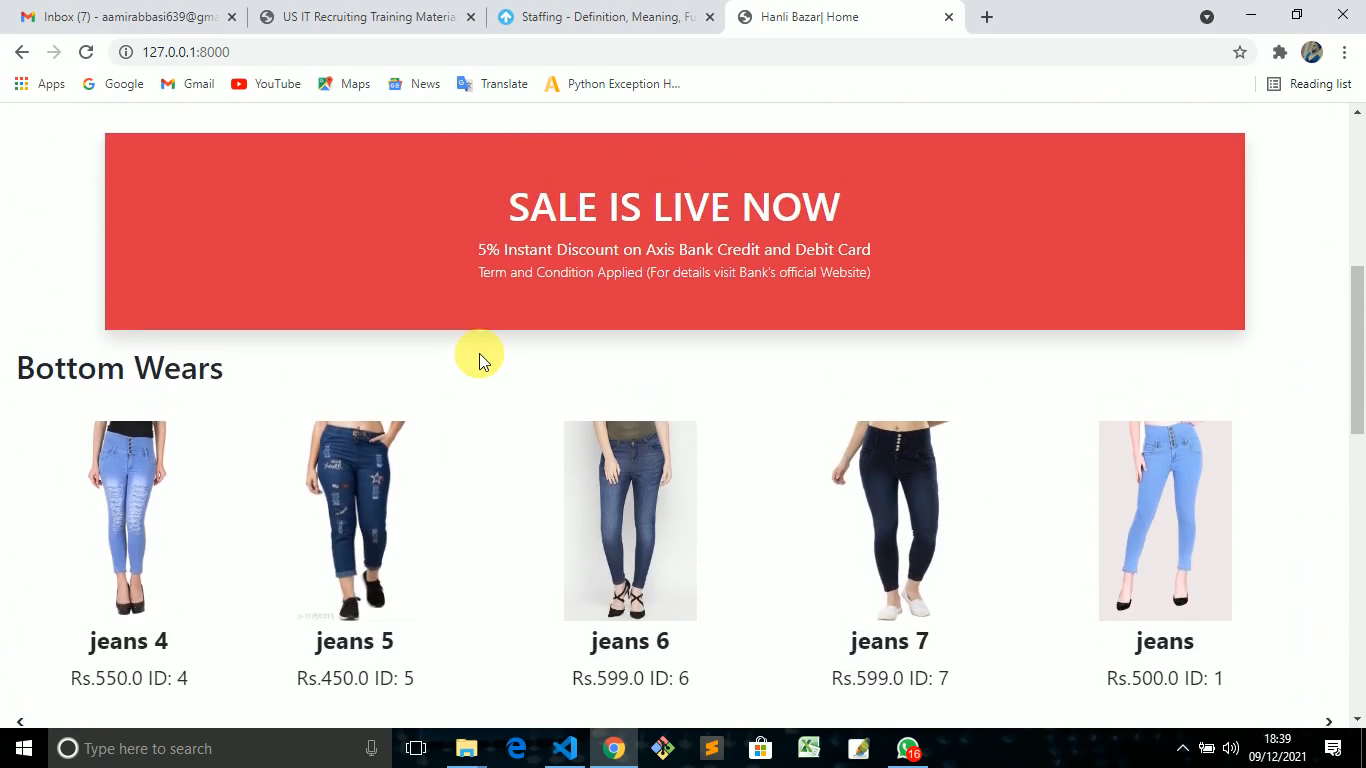 Inbox (7) - aamirabbasi639@gma
US IT Recruiting Training Materia
Staffing - Definition, Meaning, Fu
Hanli Bazar| Home
127.0.0.1:8000
Apps
Google
Gmail
YouTube
Maps
News
Translate
Python Exception H...
Reading list
SALE IS LIVE NOW
5% Instant Discount on Axis Bank Credit and Debit Card
Term and Condition Applied (For details visit Bank's official Website)
Bottom Wears
jeans 4
jeans 5
jeans 6
jeans 7
jeans
Rs.550.0 ID: 4
Rs.450.0 ID: 5
Rs.599.0 ID: 6
Rs.599.0 ID: 7
Rs.500.0 ID: 1
Type here to search
16
18:39
09/12/2021